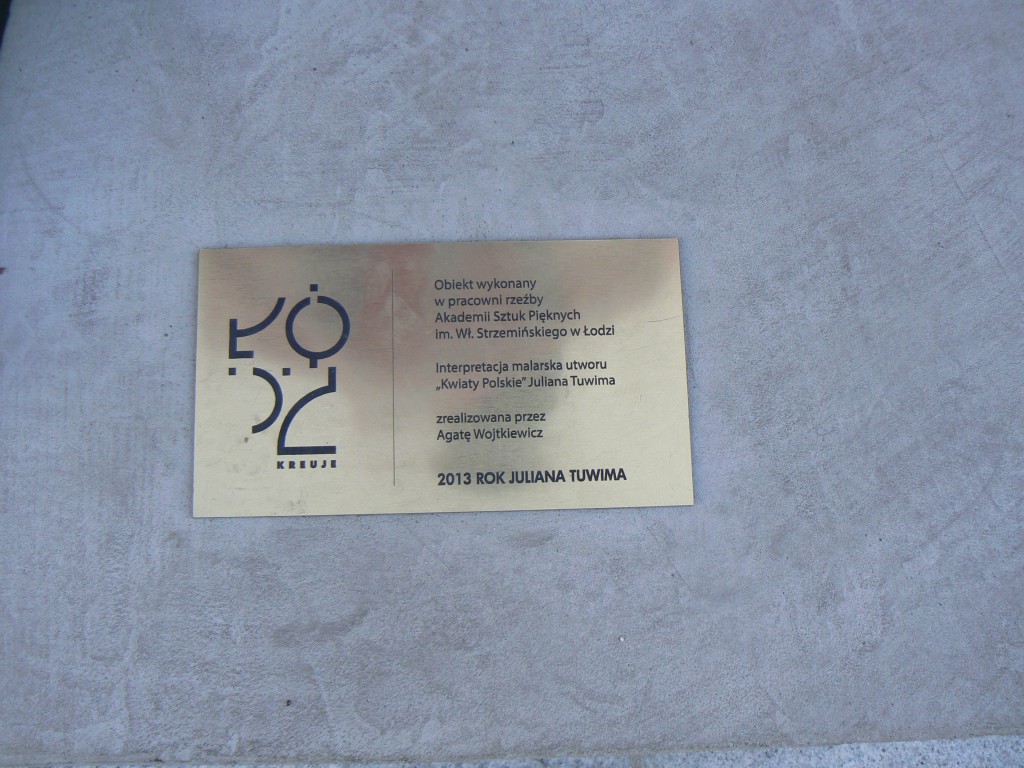 ŁÓDŹ
KREUJE
Obiekt wykonany
w pracowni rzeźby
Akademii Sztuk Pięknych
im. Wł. Strzemińskiego w Łodzi
Interpretacja malarska utworu
„Kwiaty Polskie” Juliana Tuwima
zrealizowana przez
Agatę Wojtkiewicz
2013 ROK JULIANA TUWIMA